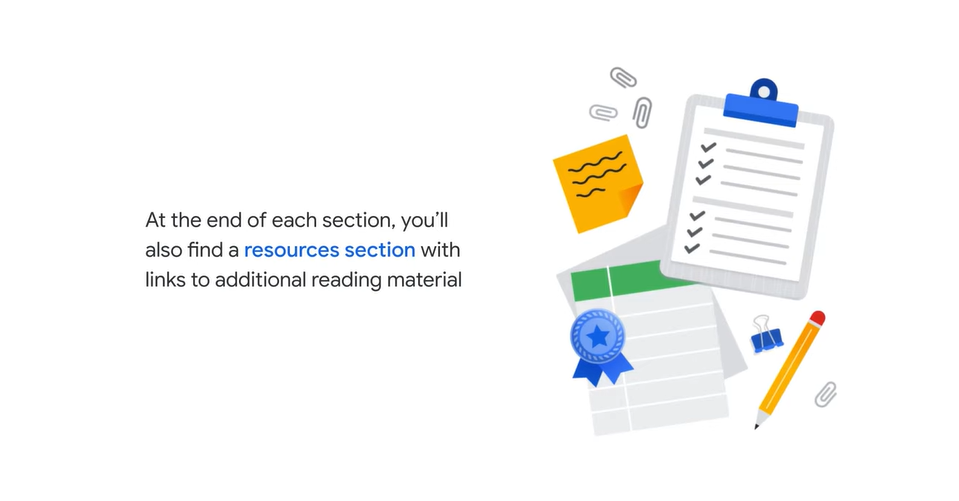 At the end of each section, you’ll
also find a resources section with
links to additional reading material